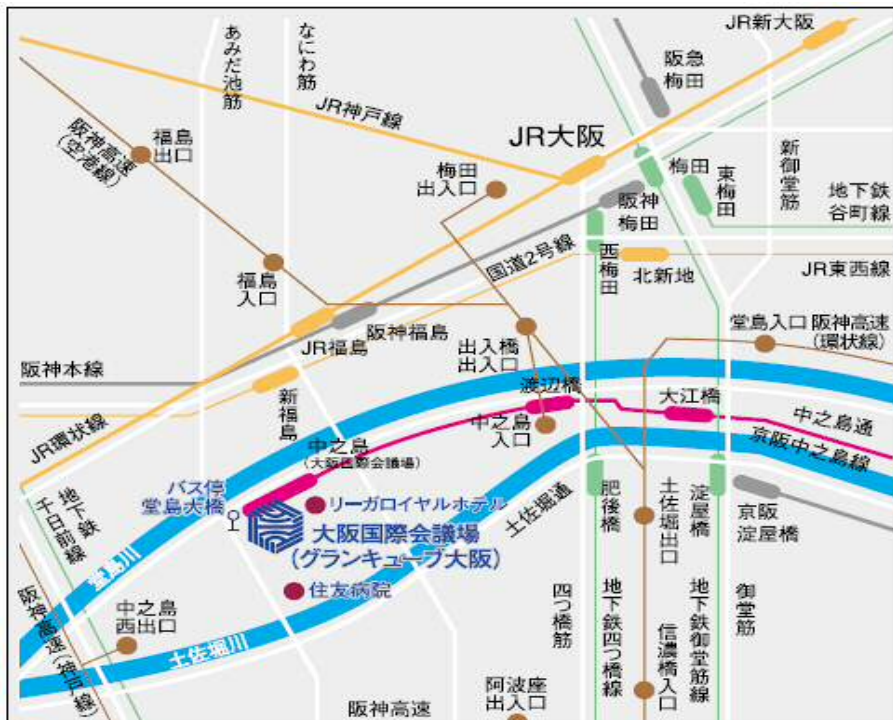 JR新大阪
あみだ池筋
なにわ筋
阪急
梅田
JR神戸線
JR大阪
阪神高速
(空港線)
福島
出口
梅田
出入口
梅田
東梅田
新御堂筋
地下鉄
谷町線
阪神
梅田
国道2号線
西梅田
北新地
JR東西線
福島
入口
阪神福島
JR福島
出入橋
出入口
堂島入口
阪神高速
(環状線)
阪神本線
新福島
渡辺橋
大江橋
中之島
入口
中之島通
京阪中之島線
JR環状線
中之島
(大阪国際会議場)
バス停
堂島大橋
リーガロイヤルホテル
大阪国際会議場
(グランキューブ大阪)
土佐堀通
肥後橋
土佐堀出口
淀屋橋
京阪
淀屋橋
地下鉄
千日前線
堂島川
住友病院
中之島
西出口
土佐堀川
阪神高速(神戸線)
四つ橋筋
地下鉄四つ橋線
信濃橋入口
地下鉄御堂筋線
御堂筋
阪神高速
阿波座
出入口